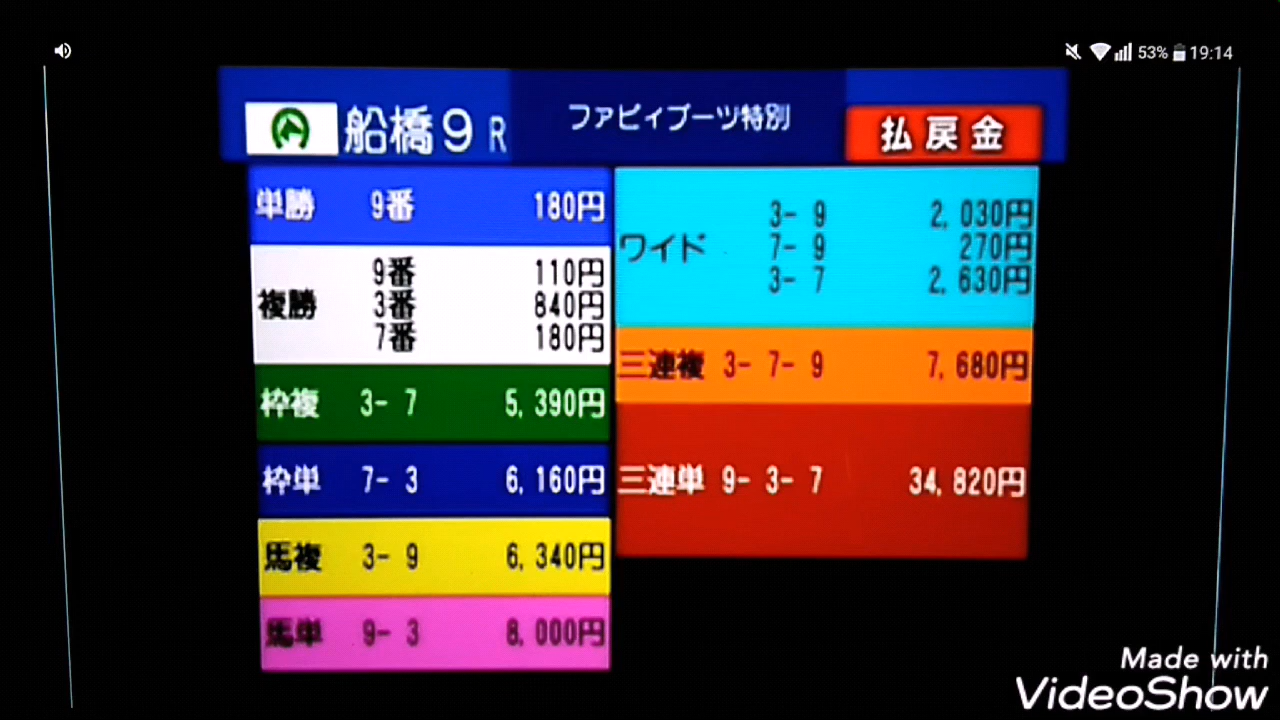 53% 19:14
船橋9R
ファビィブーツ特別
払戻金
単勝 9番 180円
複勝
9番 110円
3番 840円
7番 180円
枠複 3- 7 5,390円
枠単 7- 3 6,160円
馬複 3- 9 6,340円
馬単 9- 3 8,000円
ワイド
3- 9 2,030円
7- 9 270円
3- 7 2,630円
三連複 3- 7- 9 7,680円
三連単 9- 3- 7 34,820円
Made with
VideoShow